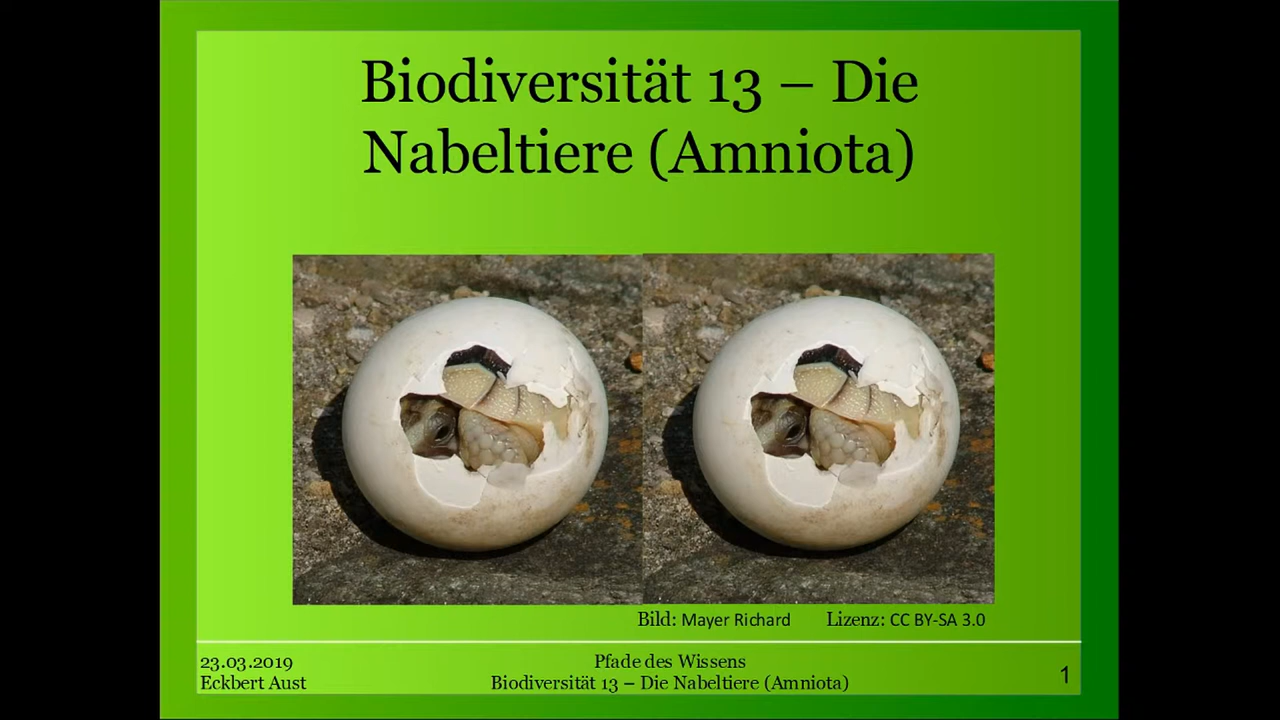 Biodiversität 13 – Die
Nabeltiere (Amniota)
Bild: Mayer Richard Lizenz: CC BY-SA 3.0
23.03.2019
Eckbert Aust
Pfade des Wissens
Biodiversität 13 – Die Nabeltiere (Amniota)
1